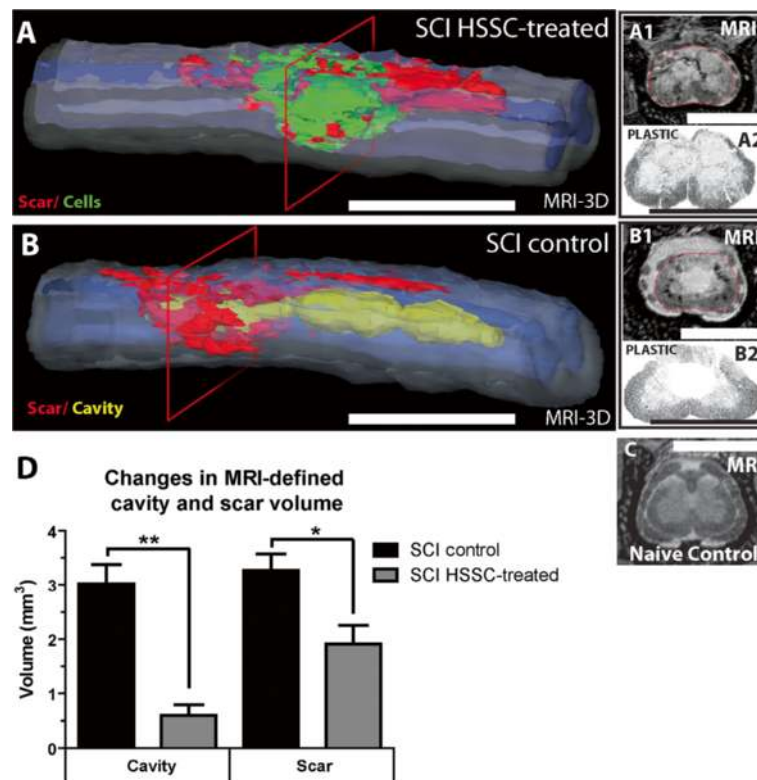 A
SCI HSSC-treated
Scar/ Cells
MRI-3D
A1
MRI
PLASTIC
A2
B
SCI control
Scar/ Cavity
MRI-3D
B1
MRI
PLASTIC
B2
C
MRI
Naive Control
D
Changes in MRI-defined
cavity and scar volume
Volume (mm³)
4
3
2
1
0
**
*
SCI control
SCI HSSC-treated
Cavity
Scar